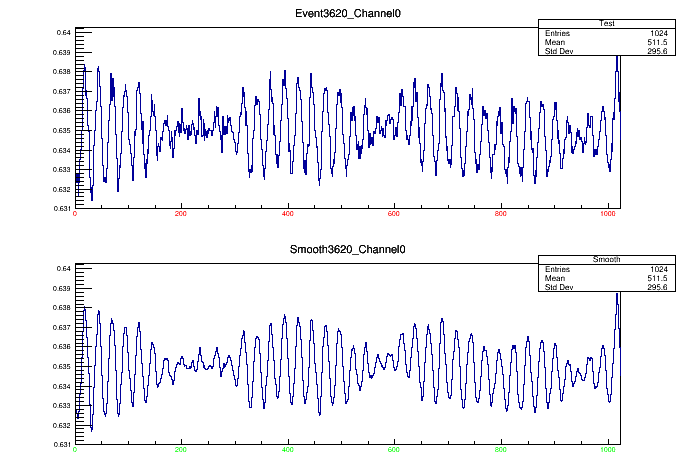 Event3620_Channel0
Test
Entries 1024
Mean 511.5
Std Dev 295.6
0.64
0.639
0.638
0.637
0.636
0.635
0.634
0.633
0.632
0.631
0 200 400 600 800 1000
Smooth3620_Channel0
Smooth
Entries 1024
Mean 511.5
Std Dev 295.6
0.64
0.639
0.638
0.637
0.636
0.635
0.634
0.633
0.632
0.631
0 200 400 600 800 1000